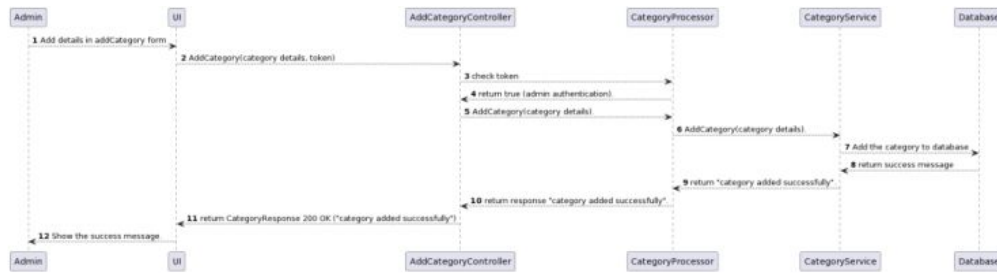 Admin UI AddCategoryController CategoryProcessor CategoryService Database
1 Add details in addCategory form
2 AddCategory(category details, token)
3 check token
4 return true (admin authentication).
5 AddCategory(category details).
6 AddCategory(category details).
7 Add the category to database
8 return success message
9 return "category added successfully".
10 return response "category added successfully".
11 return CategoryResponse 200 OK ("category added successfully")
12 Show the success message.
Admin UI AddCategoryController CategoryProcessor CategoryService Database